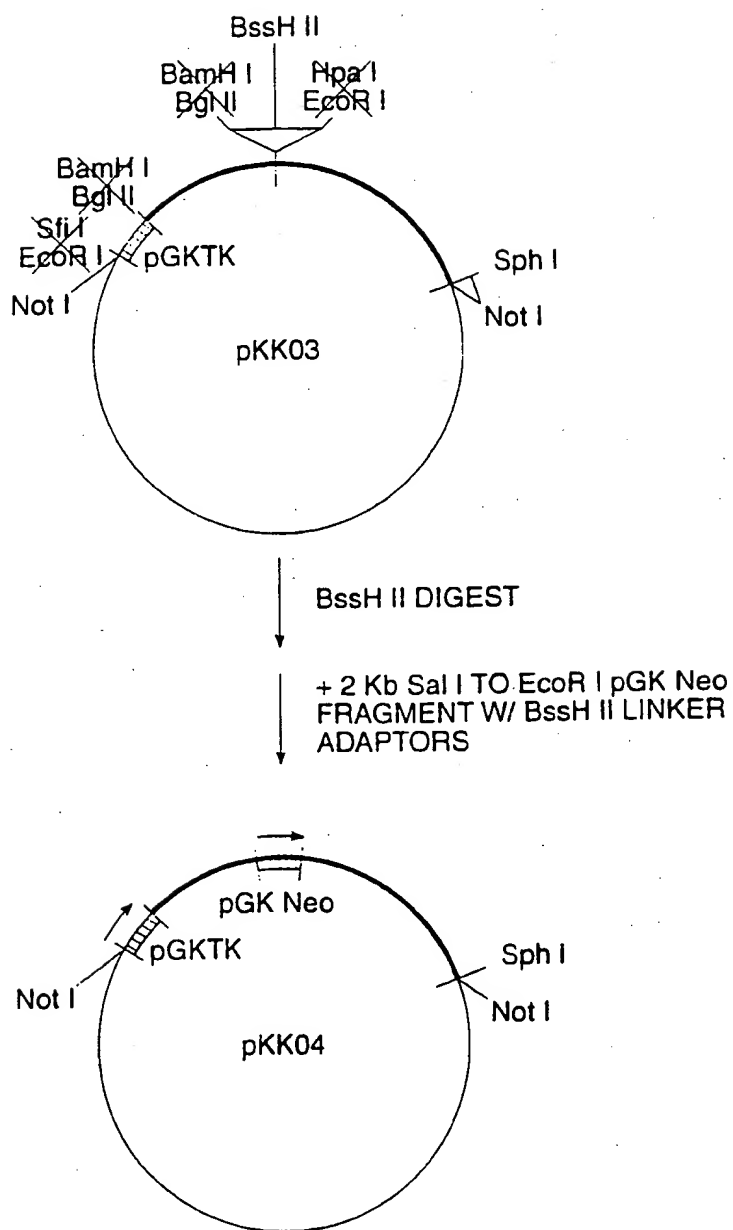 BssH II
BamH I
Bgl II
Hpa I
EcoR I
BamH I
Bgl II
Sfi I
EcoR I
pGKTK
Not I
Sph I
Not I
pKK03
BssH II DIGEST
+ 2 Kb Sal I TO EcoR I pGK Neo
FRAGMENT W/ BssH II LINKER
ADAPTORS
pGK Neo
pGKTK
Not I
Sph I
Not I
pKK04